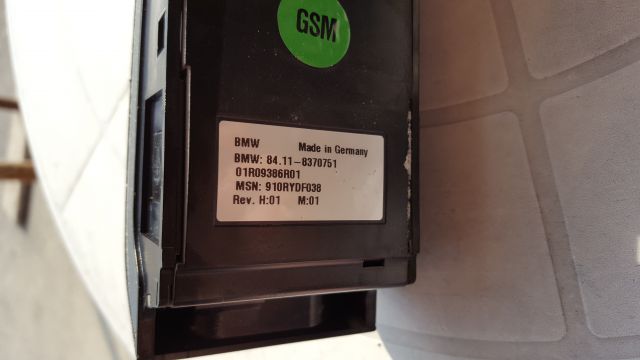 GSM
BMW Made in Germany
BMW: 84.11-8370751
01R09386R01
MSN: 910RYDF038
Rev. H:01 M:01